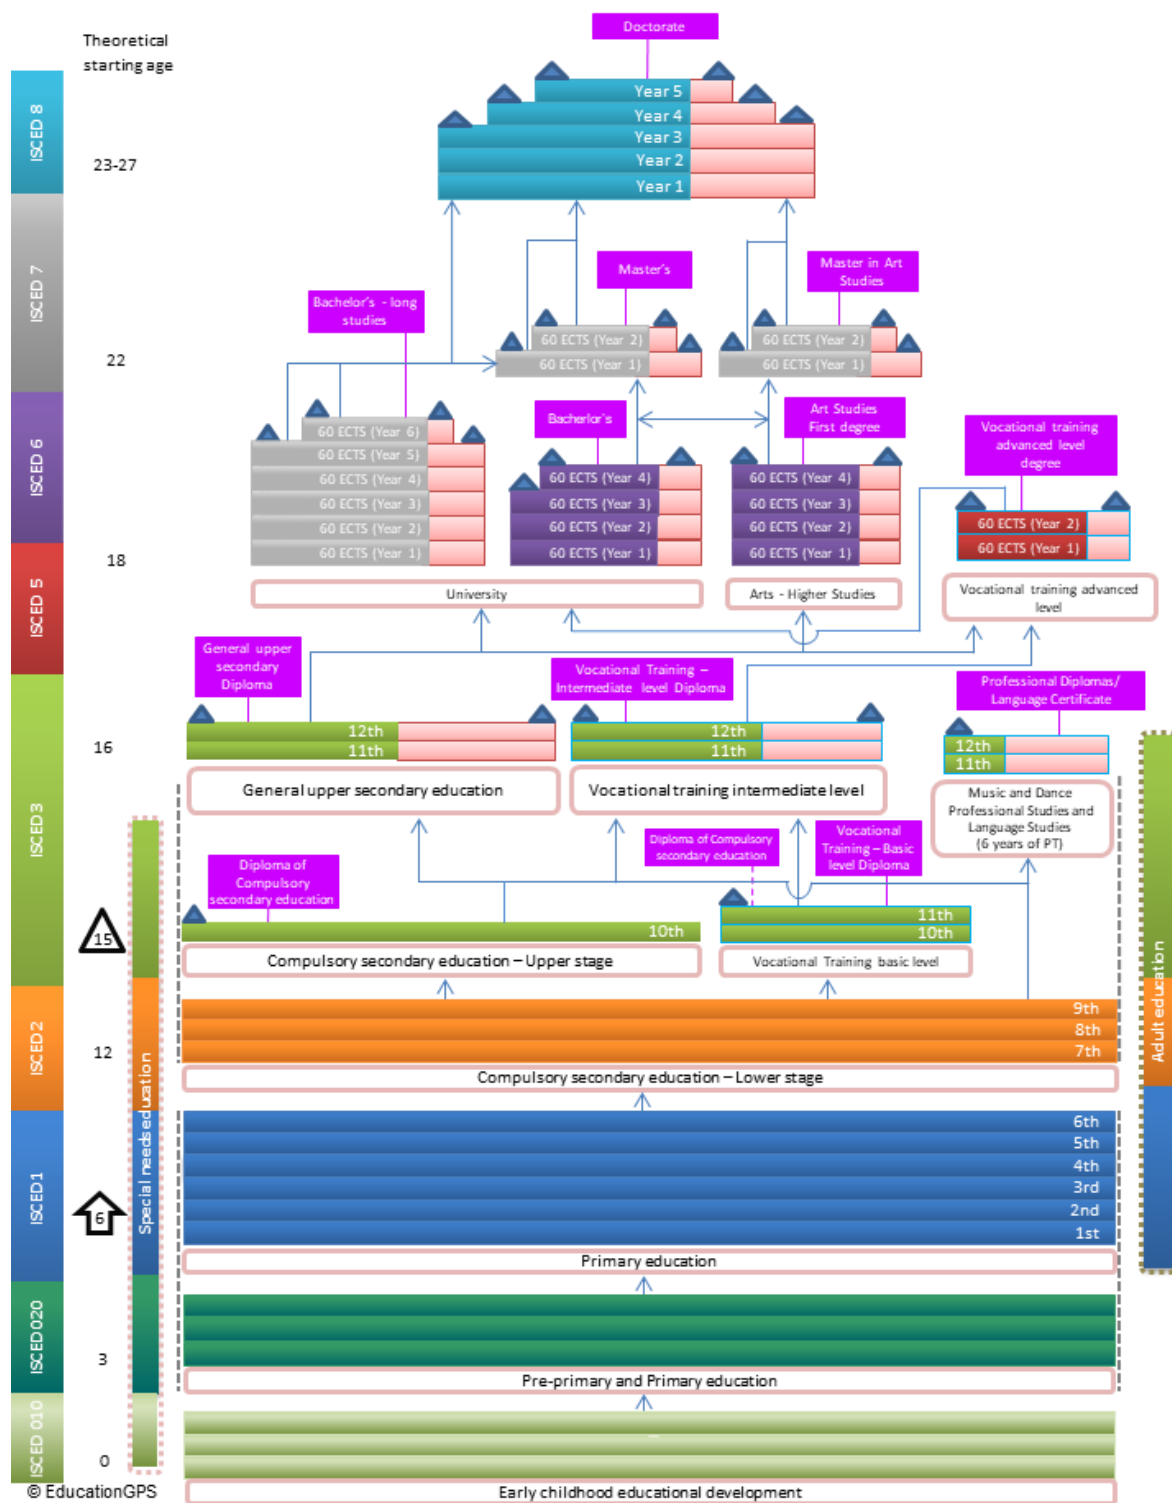 Theoretical
starting age
Doctorate
ISCED 8
23-27
Year 5
Year 4
Year 3
Year 2
Year 1
ISCED 7
22
Bachelor's - long
studies
Master's
Master in Art
Studies
60 ECTS (Year 2)
60 ECTS (Year 1)
60 ECTS (Year 2)
60 ECTS (Year 1)
ISCED 6
Bacherlor's
Art Studies
First degree
Vocational training
advanced level
degree
60 ECTS (Year 6)
60 ECTS (Year 5)
60 ECTS (Year 4)
60 ECTS (Year 3)
60 ECTS (Year 2)
60 ECTS (Year 1)
60 ECTS (Year 4)
60 ECTS (Year 3)
60 ECTS (Year 2)
60 ECTS (Year 1)
60 ECTS (Year 4)
60 ECTS (Year 3)
60 ECTS (Year 2)
60 ECTS (Year 1)
60 ECTS (Year 2)
60 ECTS (Year 1)
18
ISCED 5
University
Arts - Higher Studies
Vocational training advanced
level
General upper
secondary
Diploma
Vocational Training –
Intermediate level Diploma
Professional Diplomas/
Language Certificate
ISCED3
16
12th
11th
12th
11th
12th
11th
General upper secondary education
Vocational training intermediate level
Music and Dance
Professional Studies and
Language Studies
(6 years of PT)
Diploma of
Compulsory
secondary education
Diploma of Compulsory
secondary education
Vocational
Training – Basic
level Diploma
15
10th
11th
10th
Compulsory secondary education – Upper stage
Vocational Training basic level
ISCED2
12
9th
8th
7th
Compulsory secondary education – Lower stage
Adult education
Special needs education
ISCED1
6
6th
5th
4th
3rd
2nd
1st
Primary education
ISCED020
3
Pre-primary and Primary education
ISCED 010
0
Early childhood educational development
© EducationGPS